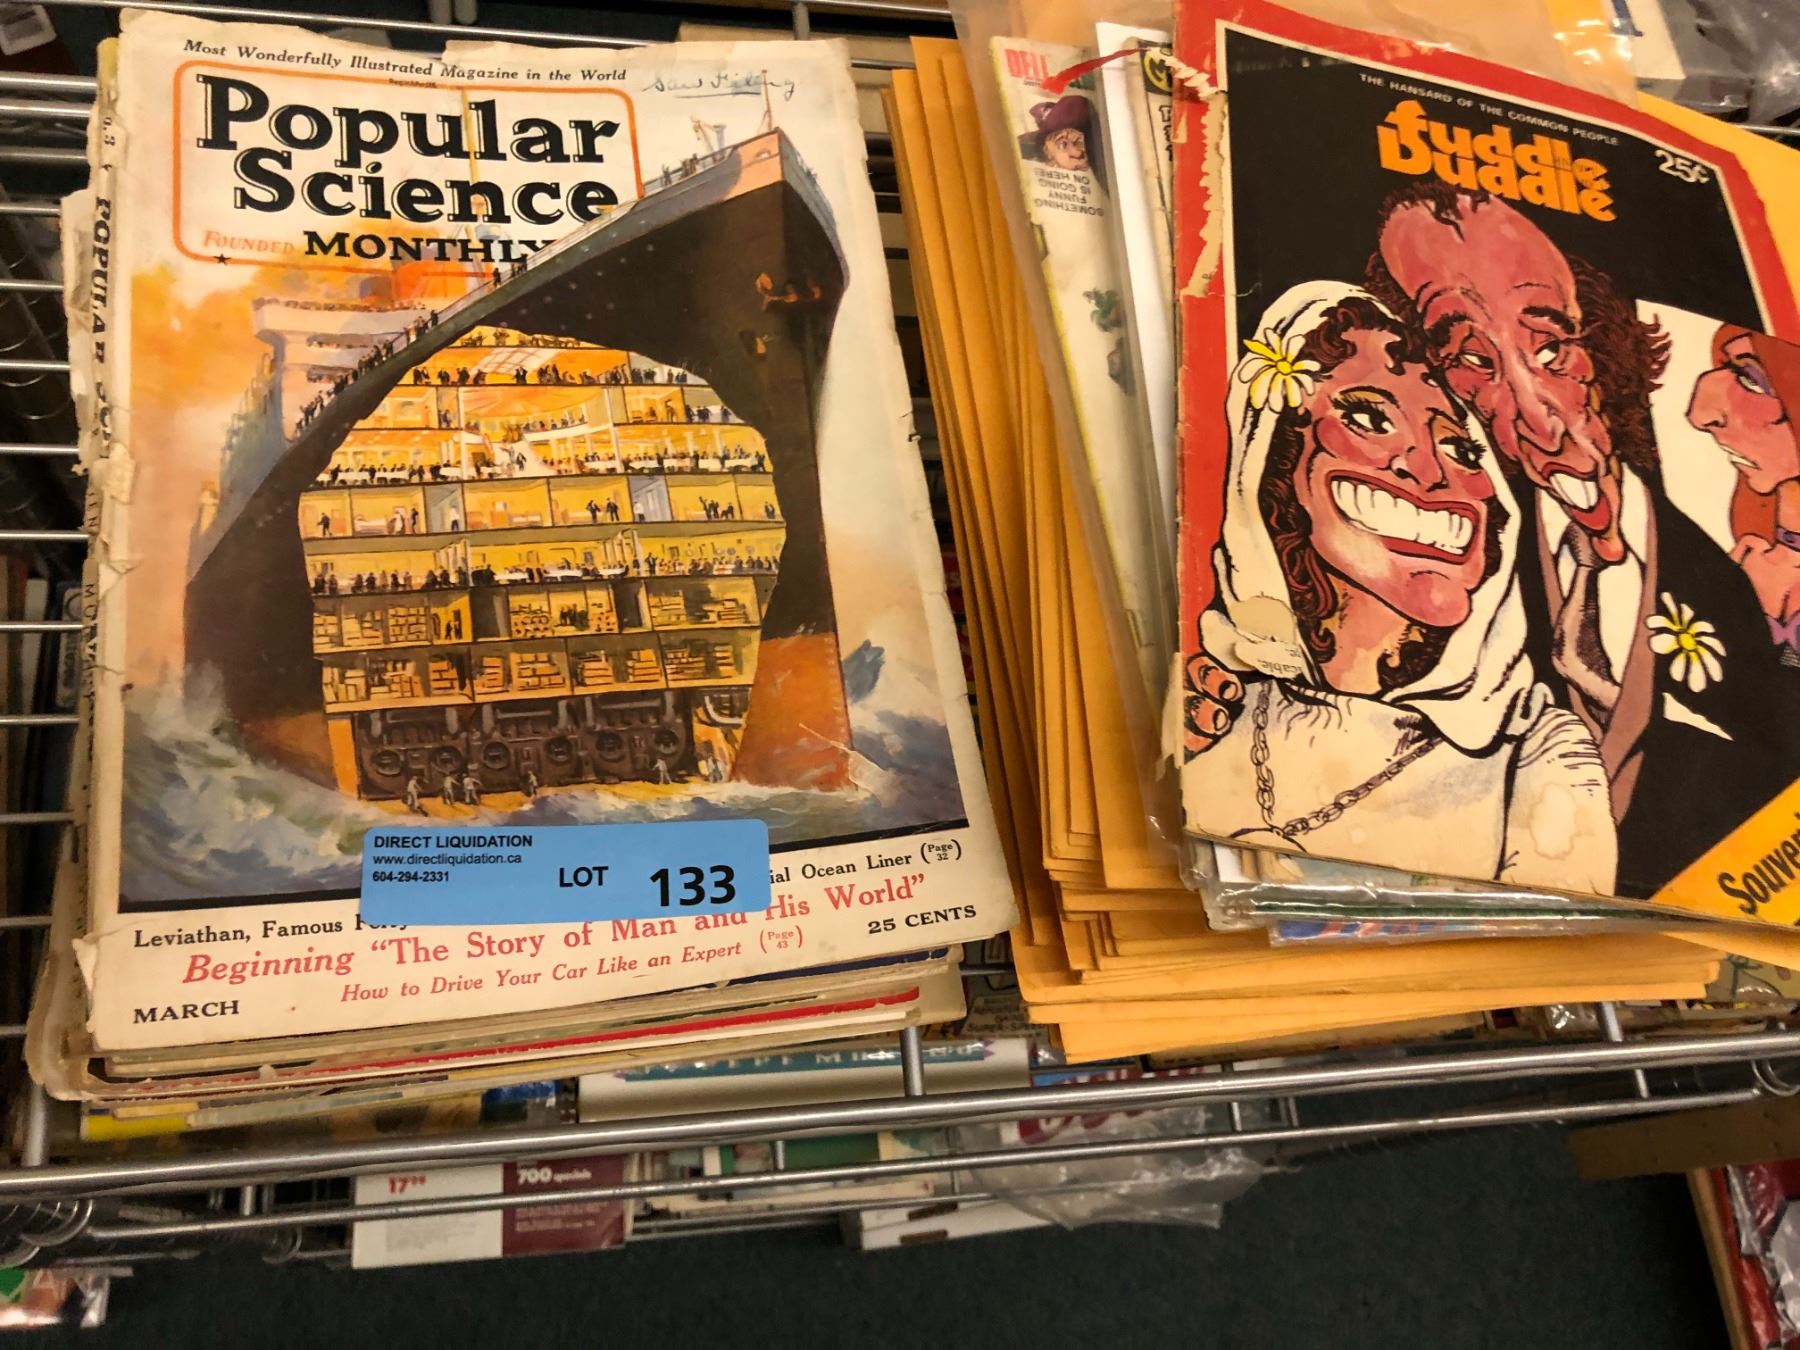 Most Wonderfully Illustrated Magazine in the World
Popular
Science
FOUNDED MONTHLY
DIRECT LIQUIDATION
www.directliquidation.ca
604-294-2331
LOT 133
Leviathan, Famous
ial Ocean Liner (Page 32)
Beginning "The Story of Man and His World"
How to Drive Your Car Like an Expert (Page 43)
25 CENTS
MARCH
POPULAR
DELL
SOMETHING
FUNNY
IS GOING
ON HERE!
THE HANSARD OF THE COMMON PEOPLE
fuddle
Duddle
25¢
Souven
17⁹⁹
700 specials